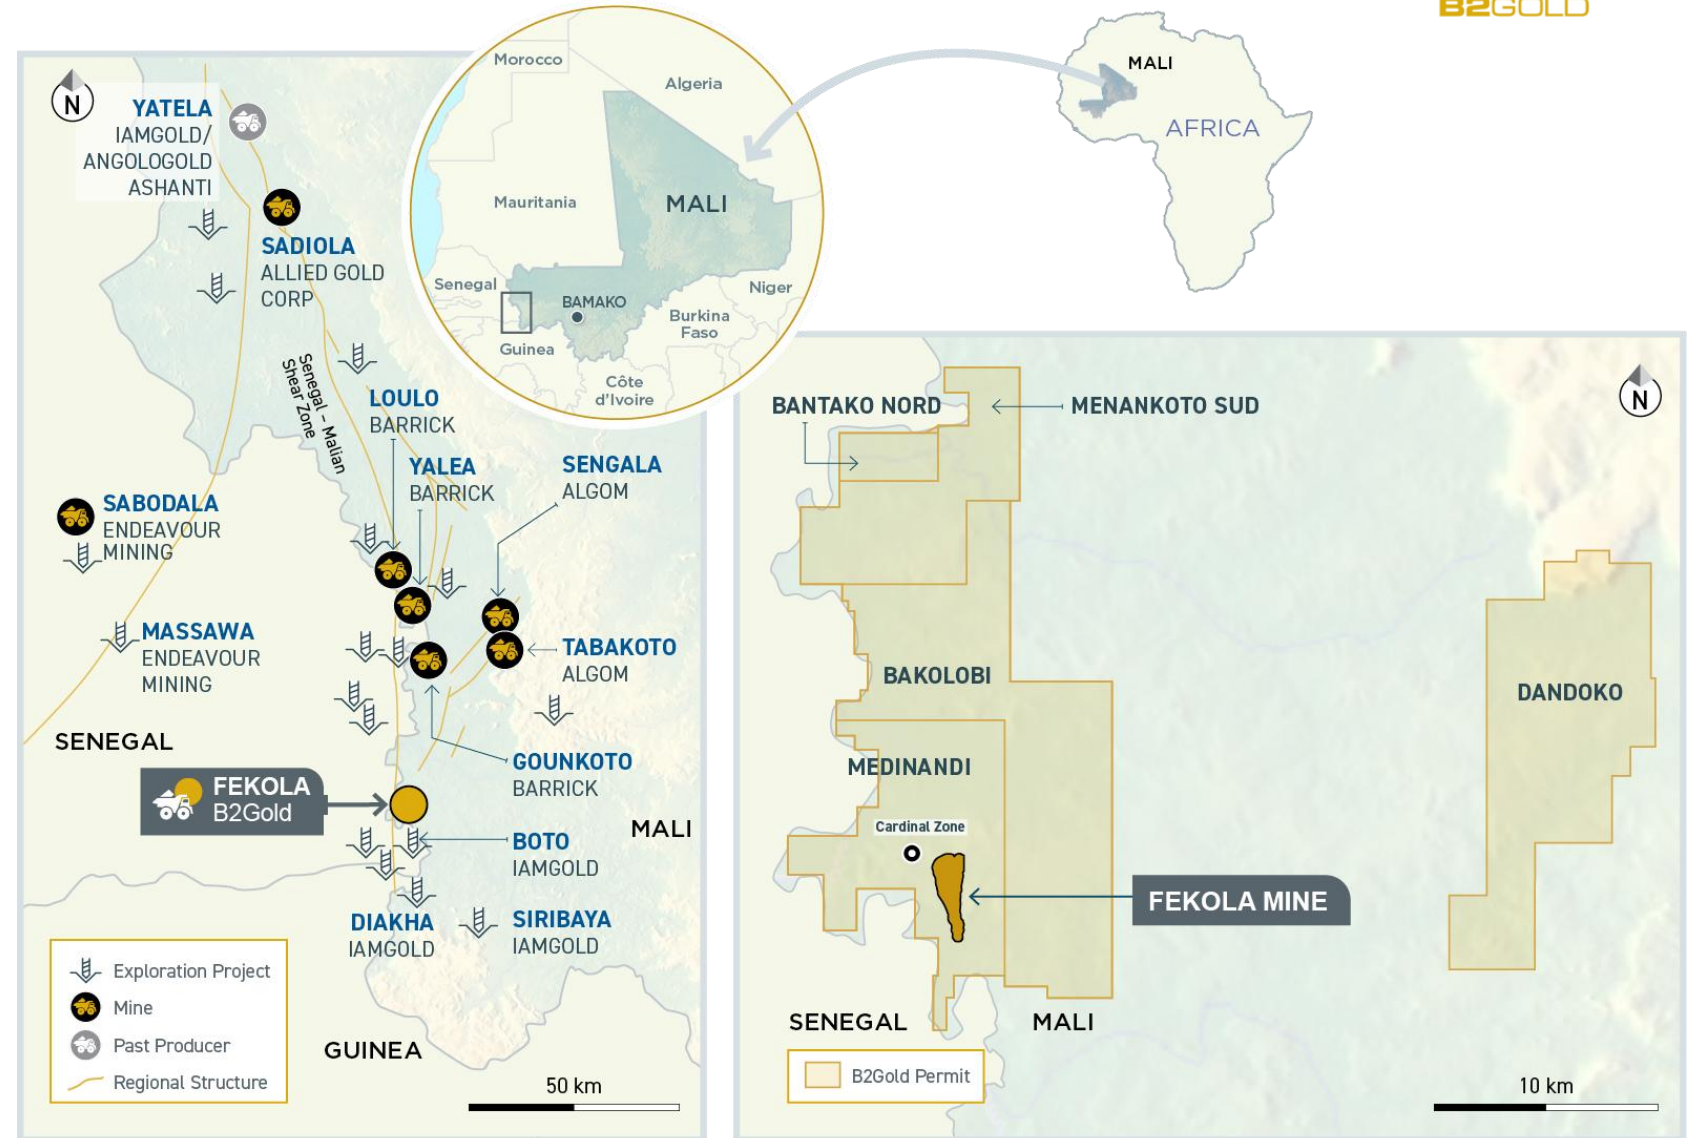 B2GOLD
N
YATELA
IAMGOLD/
ANGOLOGOLD
ASHANTI
SADIOLA
ALLIED GOLD
CORP
Senegal – Malian
Shear Zone
LOULO
BARRICK
YALEA
BARRICK
SENGALA
ALGOM
SABODALA
ENDEAVOUR
MINING
MASSAWA
ENDEAVOUR
MINING
TABAKOTO
ALGOM
SENEGAL
GOUNKOTO
BARRICK
FEKOLA
B2Gold
MALI
BOTO
IAMGOLD
DIAKHA
IAMGOLD
SIRIBAYA
IAMGOLD
GUINEA
Exploration Project
Mine
Past Producer
Regional Structure
50 km
Morocco
Algeria
Mauritania
MALI
Senegal
BAMAKO
Niger
Burkina
Faso
Guinea
Côte
d'Ivoire
MALI
AFRICA
N
BANTAKO NORD
MENANKOTO SUD
BAKOLOBI
DANDOKO
MEDINANDI
Cardinal Zone
FEKOLA MINE
SENEGAL
MALI
B2Gold Permit
10 km